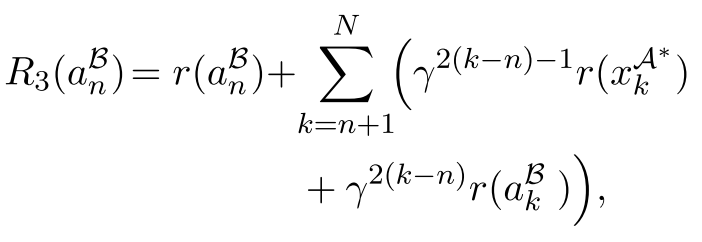 $R_3(a_n^{\mathcal{B}}) = r(a_n^{\mathcal{B}}) + \sum_{k=n+1}^{N} \Big( \gamma^{2(k-n)-1} r(x_k^{\mathcal{A}^*})$
$+ \gamma^{2(k-n)} r(a_k^{\mathcal{B}}) \Big),$